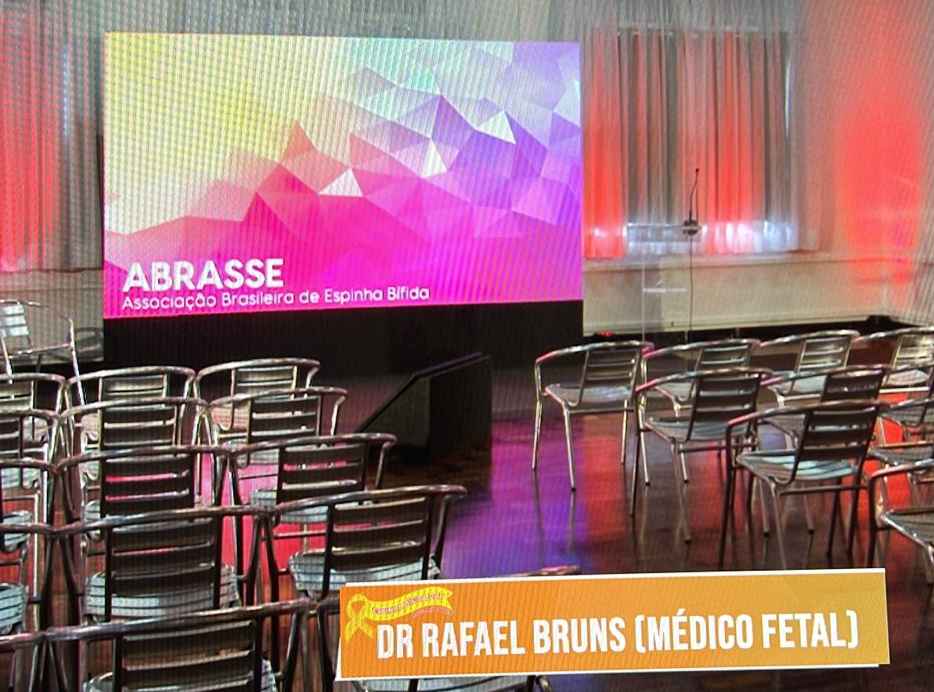 ABRASSE
Associação Brasileira de Espinha Bífida
DR RAFAEL BRUNS (MÉDICO FETAL)